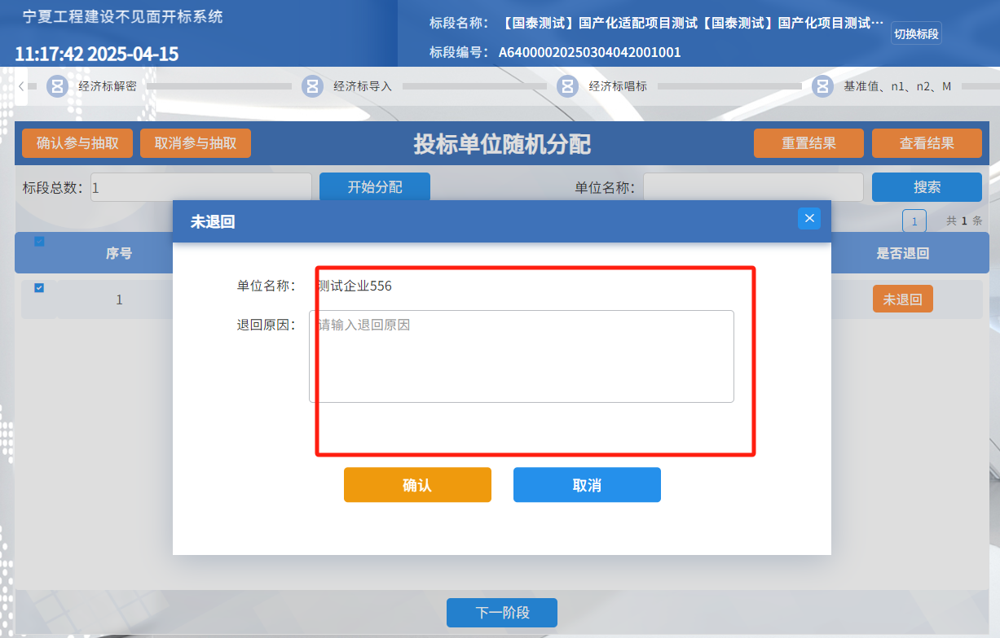 宁夏工程建设不见面开标系统
标段名称： 【国泰测试】国产化适配项目测试【国泰测试】国产化项目测试…
切换标段
11:17:42 2025-04-15
标段编号： A64000020250304042001001
经济标解密
经济标导入
经济标唱标
基准值、n1、n2、M
确认参与抽取
取消参与抽取
投标单位随机分配
重置结果
查看结果
标段总数： 1
开始分配
单位名称：
搜索
未退回
1
共 1 条
序号
是否退回
1
未退回
单位名称： 测试企业556
退回原因： 请输入退回原因
确认
取消
下一阶段